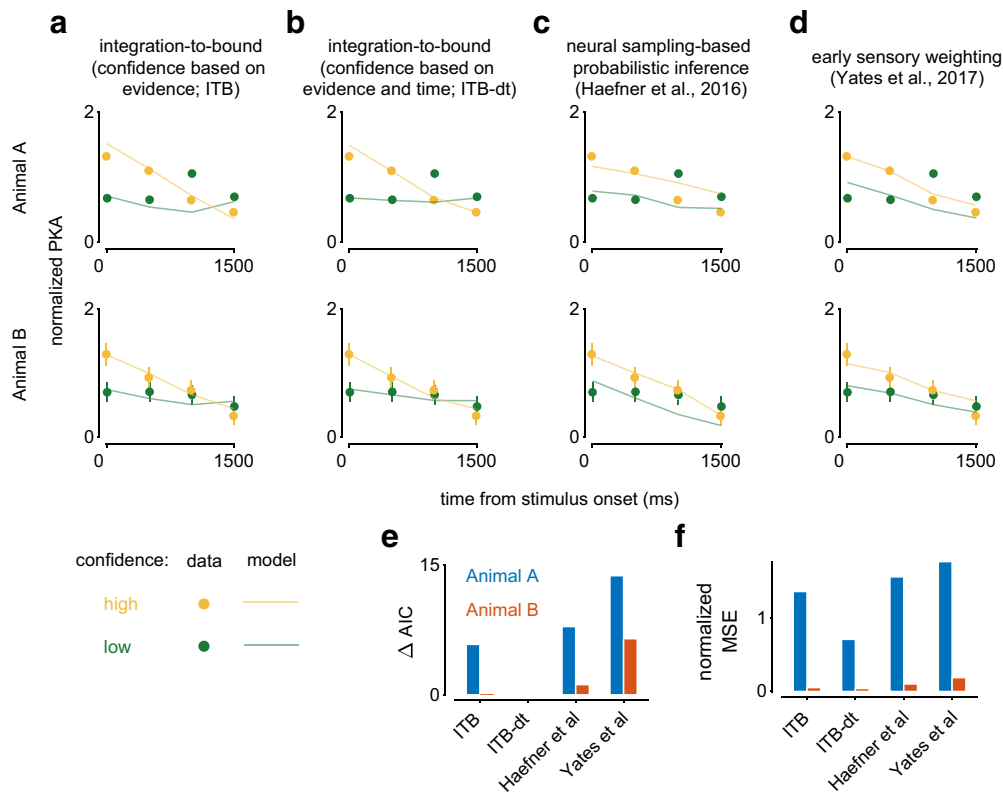 a
integration-to-bound
(confidence based on
evidence; ITB)
b
integration-to-bound
(confidence based on
evidence and time; ITB-dt)
c
neural sampling-based
probabilistic inference
(Haefner et al., 2016)
d
early sensory weighting
(Yates et al., 2017)
Animal A
normalized PKA
2
0
0
1500
2
0
0
1500
2
0
0
1500
2
0
0
1500
Animal B
2
0
0
1500
2
0
0
1500
2
0
0
1500
2
0
0
1500
time from stimulus onset (ms)
confidence: data model
high
low
e
Δ AIC
15
0
Animal A
Animal B
ITB
ITB-dt
Haefner et al
Yates et al
f
normalized
MSE
1
0
ITB
ITB-dt
Haefner et al
Yates et al